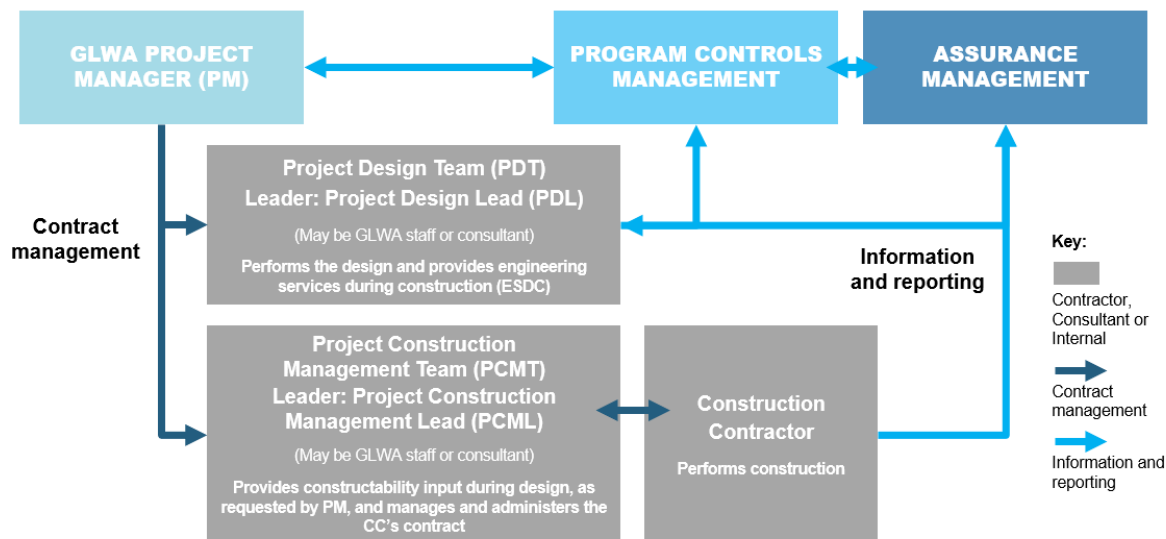 GLWA PROJECT
MANAGER (PM)
PROGRAM CONTROLS
MANAGEMENT
ASSURANCE
MANAGEMENT
Contract
management
Project Design Team (PDT)
Leader: Project Design Lead (PDL)
(May be GLWA staff or consultant)
Performs the design and provides engineering
services during construction (ESDC)
Information
and reporting
Project Construction
Management Team (PCMT)
Leader: Project Construction
Management Lead (PCML)
(May be GLWA staff or consultant)
Provides constructability input during design, as
requested by PM, and manages and administers the
CC's contract
Construction
Contractor
Performs construction
Key:
Contractor,
Consultant or
Internal
Contract
management
Information and
reporting